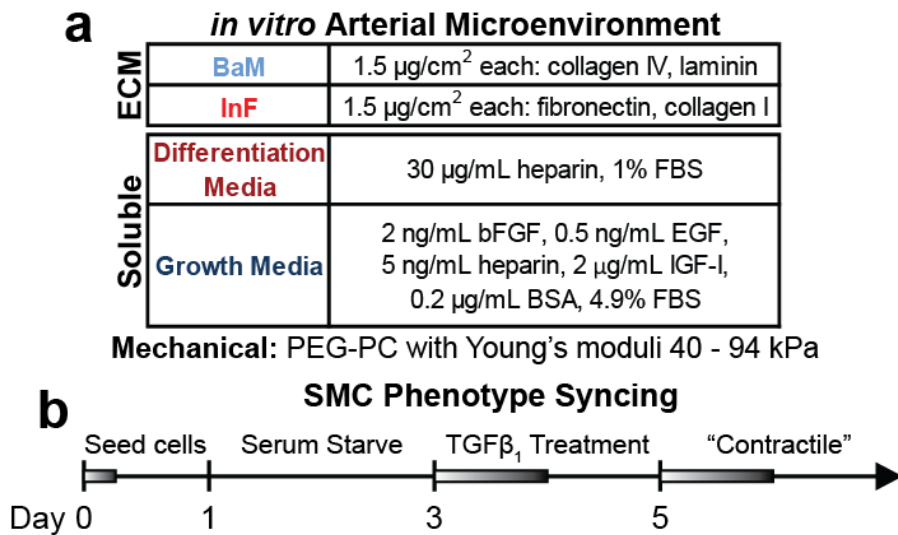 a
in vitro Arterial Microenvironment
ECM
BaM
1.5 µg/cm² each: collagen IV, laminin
InF
1.5 µg/cm² each: fibronectin, collagen I
Soluble
Differentiation
Media
30 µg/mL heparin, 1% FBS
Growth Media
2 ng/mL bFGF, 0.5 ng/mL EGF,
5 ng/mL heparin, 2 µg/mL IGF-I,
0.2 µg/mL BSA, 4.9% FBS
Mechanical: PEG-PC with Young's moduli 40 - 94 kPa
b
SMC Phenotype Syncing
Seed cells Serum Starve TGFβ₁ Treatment “Contractile”
Day 0 1 3 5